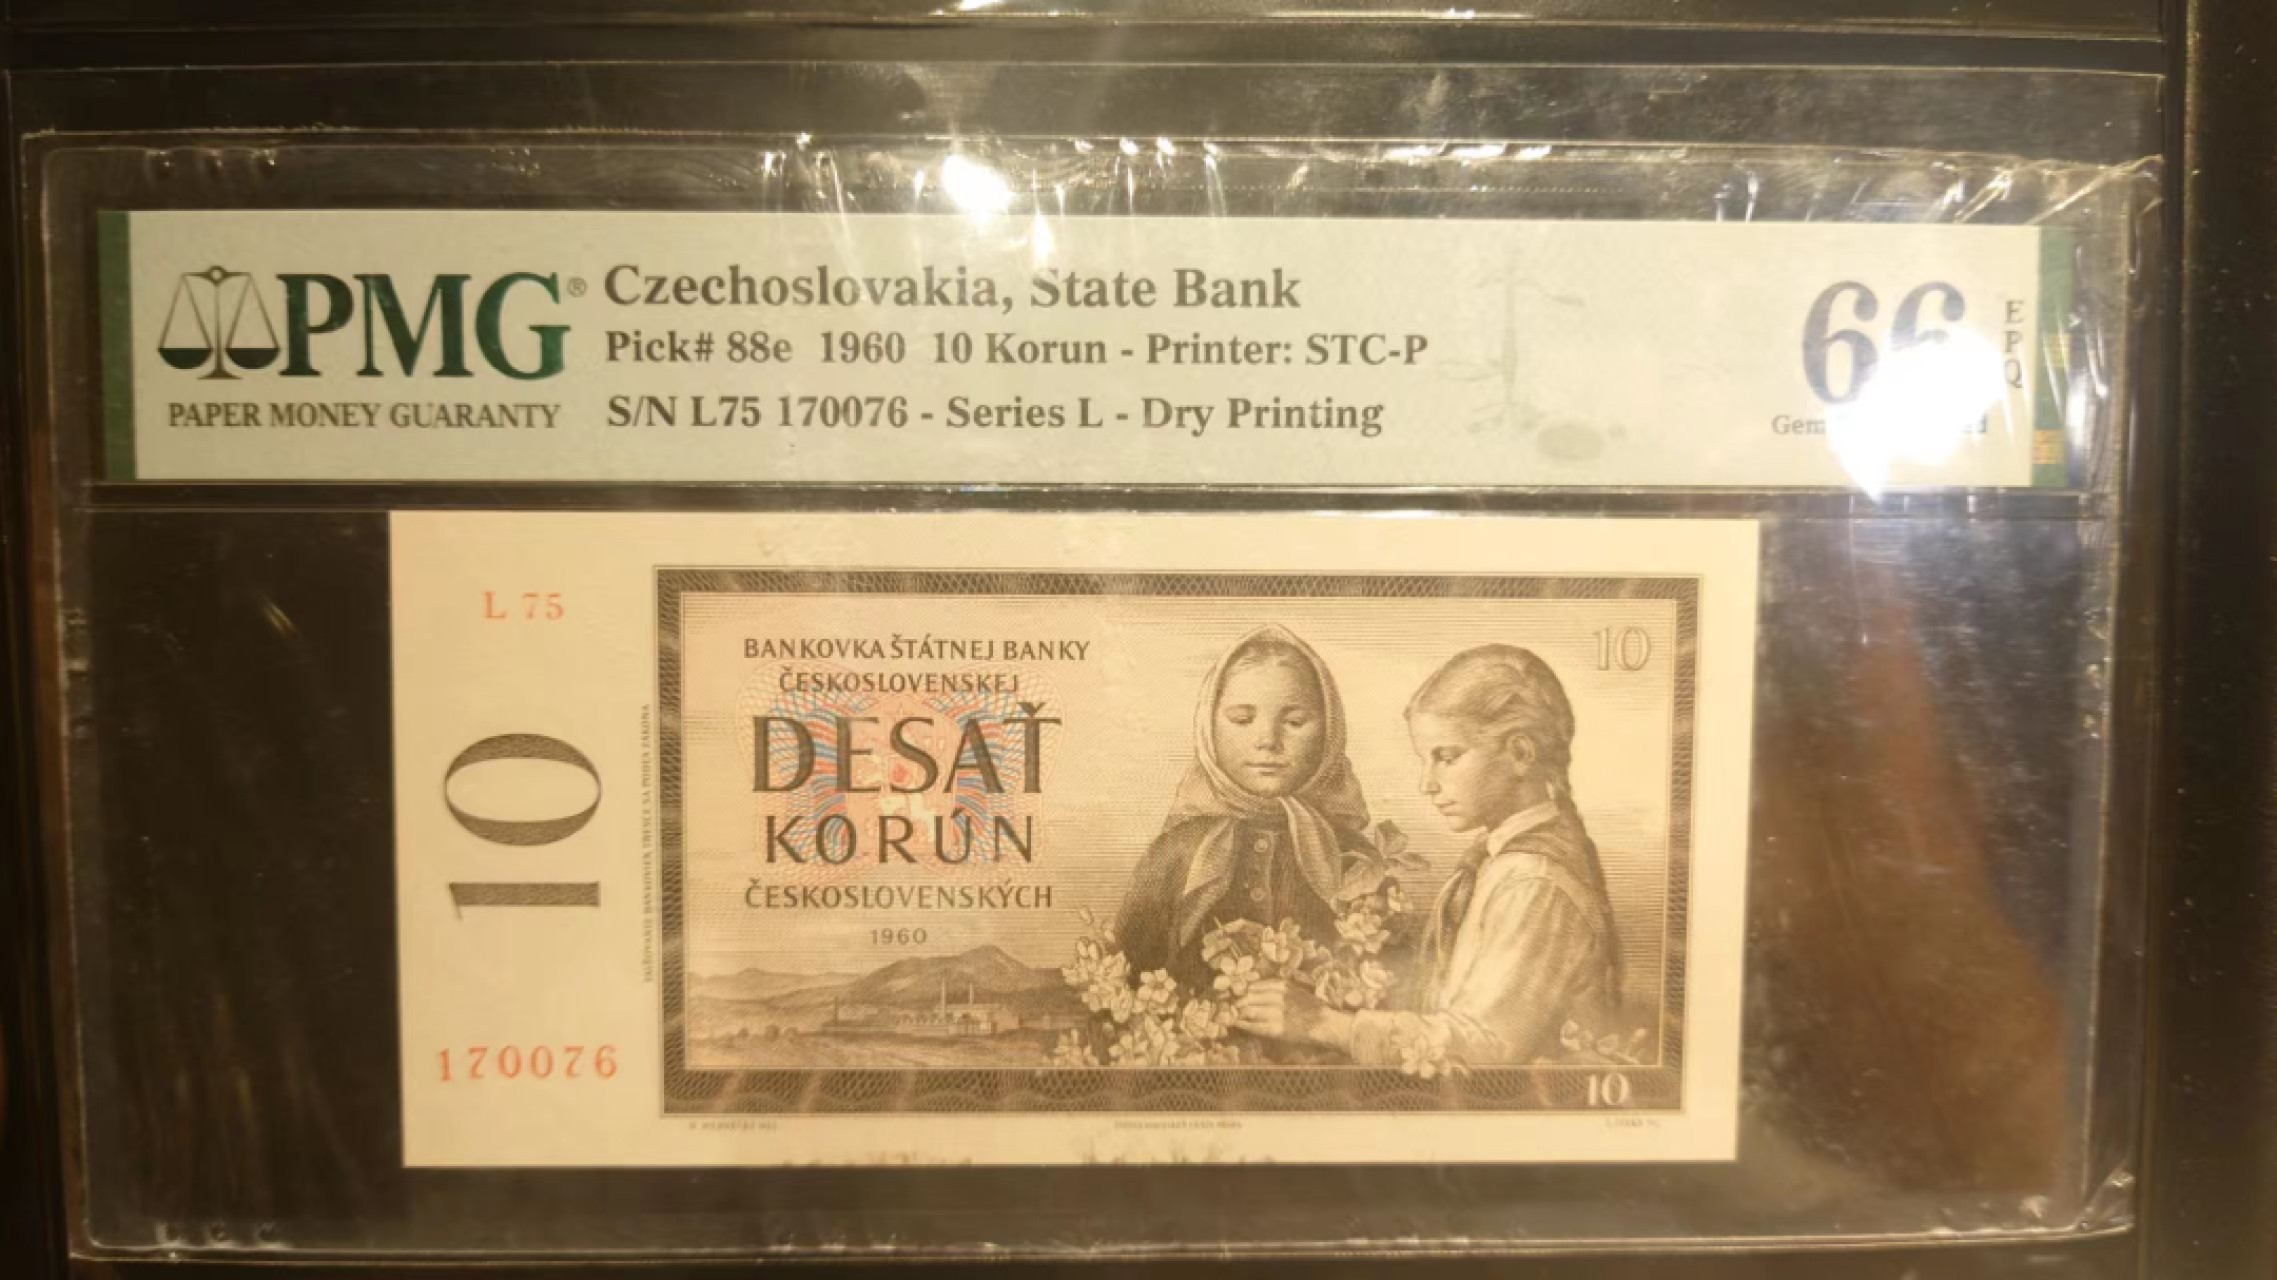 PMG®
PAPER MONEY GUARANTY
Czechoslovakia, State Bank
Pick# 88e 1960 10 Korun - Printer: STC-P
S/N L75 170076 - Series L - Dry Printing
66
EPQ
Gem
L 75
10
170076
BANKOVKA ŠTÁTNEJ BANKY
ČESKOSLOVENSKEJ
DESAŤ
KORÚN
ČESKOSLOVENSKÝCH
1960
10
10